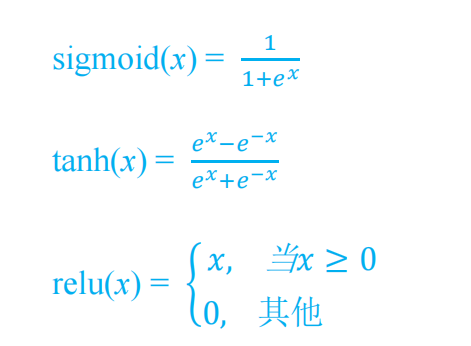 sigmoid(x) = 1/(1+e^x)
tanh(x) = (e^x−e^−x)/(e^x+e^−x)
relu(x) = { x, 当x ≥ 0
0, 其他